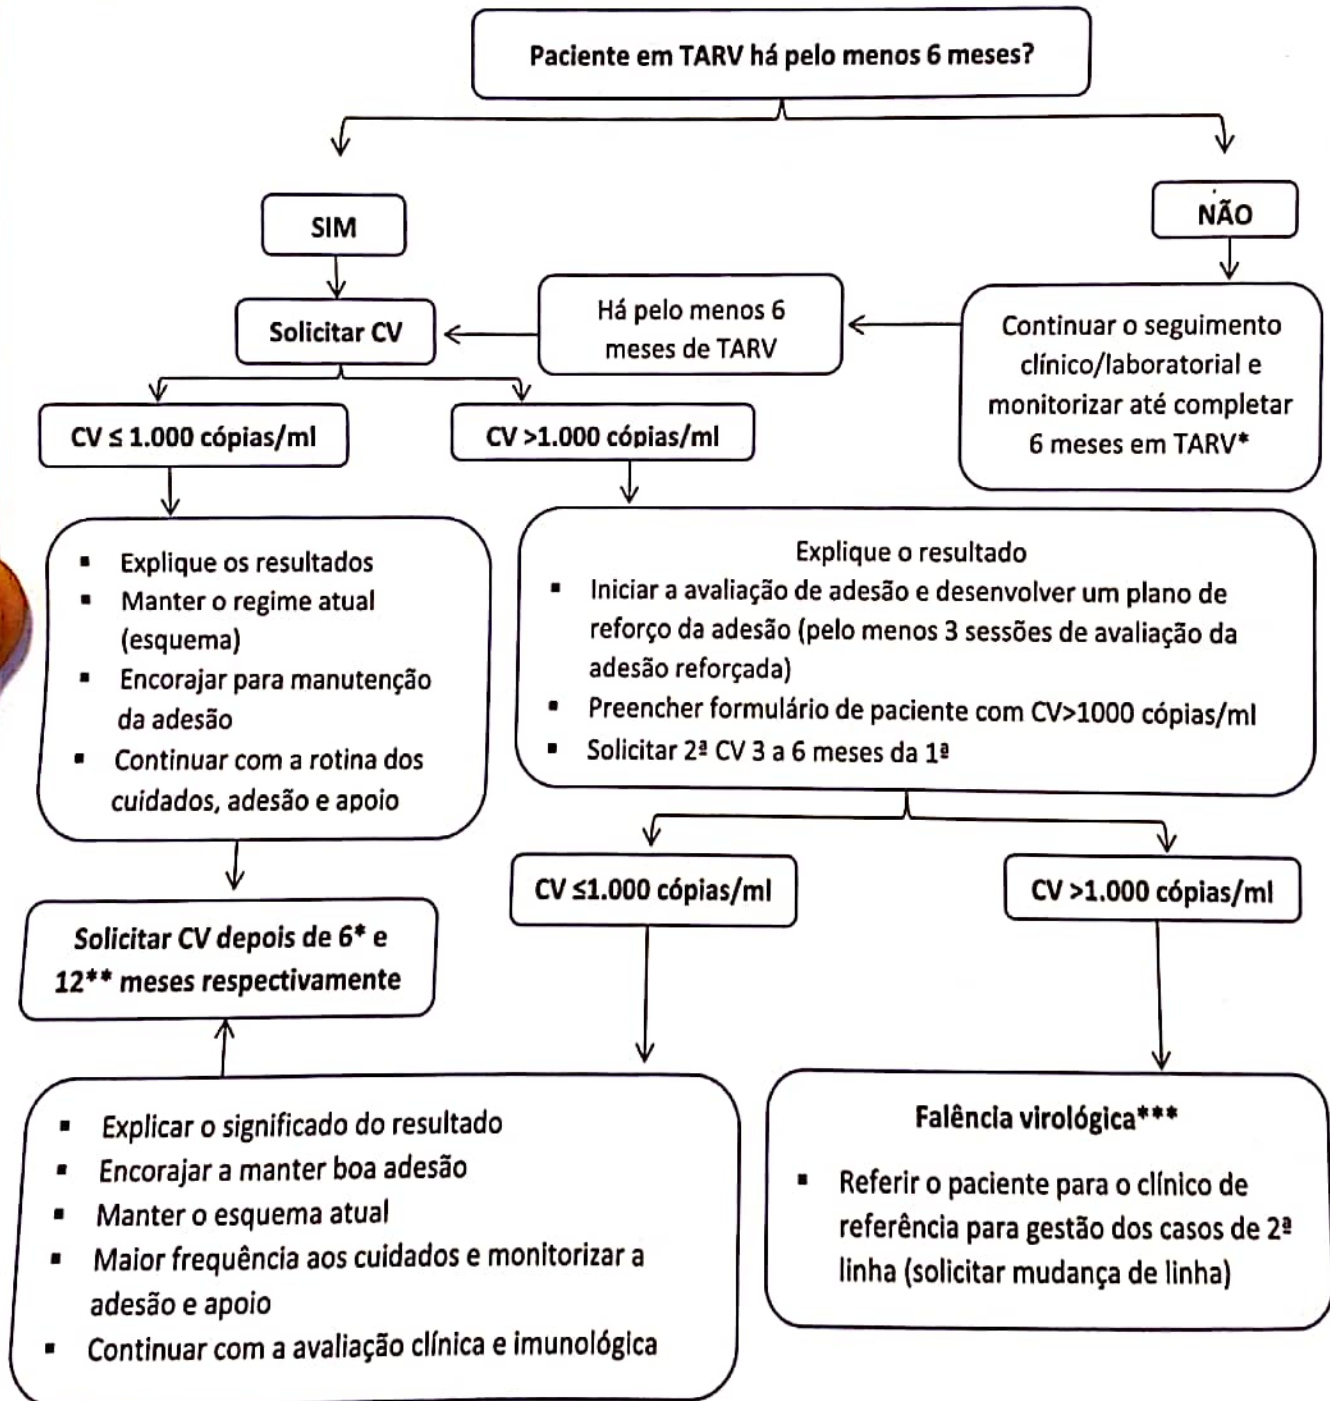 Paciente em TARV há pelo menos 6 meses?
SIM
NÃO
Solicitar CV
Há pelo menos 6
meses de TARV
Continuar o seguimento
clínico/laboratorial e
monitorizar até completar
6 meses em TARV*
CV ≤ 1.000 cópias/ml
CV >1.000 cópias/ml
▪ Explique os resultados
▪ Manter o regime atual
(esquema)
▪ Encorajar para manutenção
da adesão
▪ Continuar com a rotina dos
cuidados, adesão e apoio
Explique o resultado
▪ Iniciar a avaliação de adesão e desenvolver um plano de
reforço da adesão (pelo menos 3 sessões de avaliação da
adesão reforçada)
▪ Preencher formulário de paciente com CV>1000 cópias/ml
▪ Solicitar 2ª CV 3 a 6 meses da 1ª
CV ≤1.000 cópias/ml
CV >1.000 cópias/ml
Solicitar CV depois de 6* e
12** meses respectivamente
▪ Explicar o significado do resultado
▪ Encorajar a manter boa adesão
▪ Manter o esquema atual
▪ Maior frequência aos cuidados e monitorizar a
adesão e apoio
▪ Continuar com a avaliação clínica e imunológica
Falência virológica***
▪ Referir o paciente para o clínico de
referência para gestão dos casos de 2ª
linha (solicitar mudança de linha)